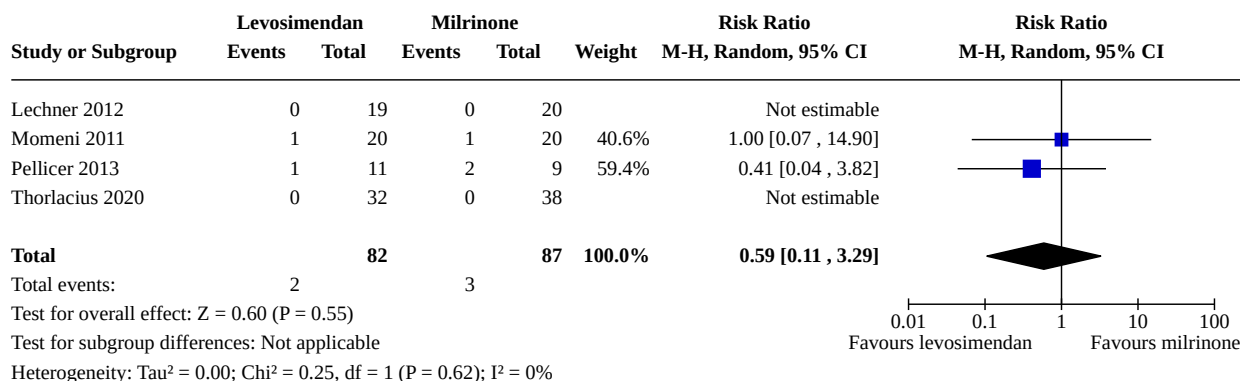 Levosimendan Milrinone Risk Ratio Risk Ratio
Study or Subgroup Events Total Events Total Weight M-H, Random, 95% CI M-H, Random, 95% CI
Lechner 2012 0 19 0 20 Not estimable
Momeni 2011 1 20 1 20 40.6% 1.00 [0.07 , 14.90]
Pellicer 2013 1 11 2 9 59.4% 0.41 [0.04 , 3.82]
Thorlacius 2020 0 32 0 38 Not estimable
Total 82 87 100.0% 0.59 [0.11 , 3.29]
Total events: 2 3
Test for overall effect: Z = 0.60 (P = 0.55)
0.01 0.1 1 10 100
Test for subgroup differences: Not applicable
Favours levosimendan Favours milrinone
Heterogeneity: Tau² = 0.00; Chi² = 0.25, df = 1 (P = 0.62); I² = 0%